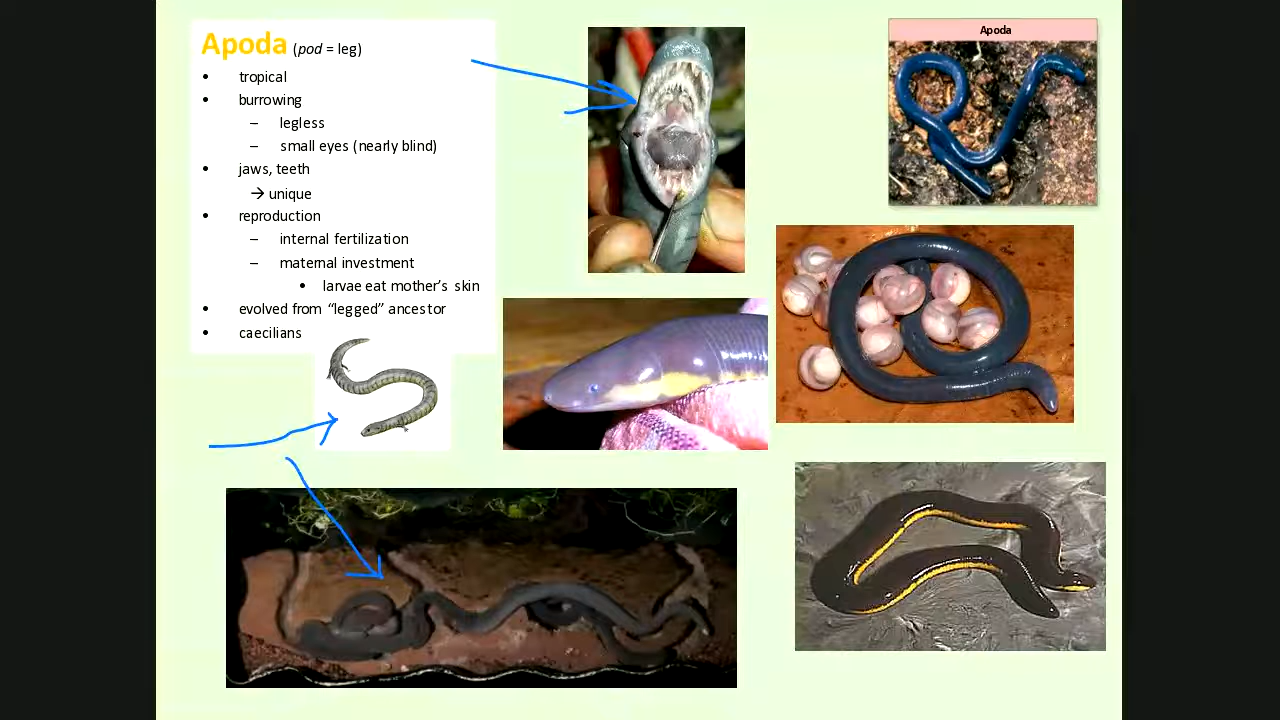 Apoda (pod = leg)
• tropical
• burrowing
– legless
– small eyes (nearly blind)
• jaws, teeth
→ unique
• reproduction
– internal fertilization
– maternal investment
• larvae eat mother's skin
• evolved from “legged” ancestor
• caecilians
Apoda